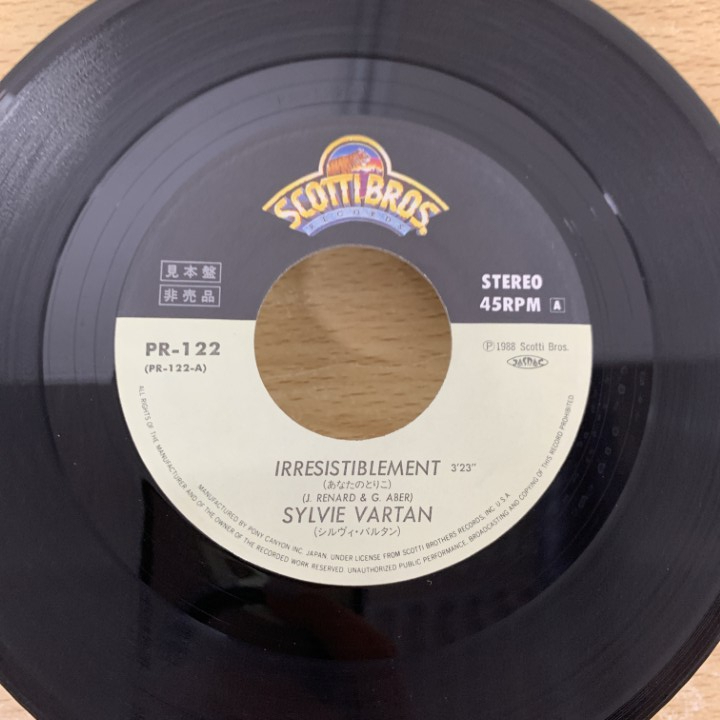 SCOTTI BROS.
RECORDS
見本盤
非売品
STEREO
45RPM A
PR-122
(PR-122-A)
Ⓟ 1988 Scotti Bros.
JASRAC
IRRESISTIBLEMENT 3'23"
(あなたのとりこ)
(J. RENARD & G. ABER)
SYLVIE VARTAN
(シルヴィ・バルタン)
MANUFACTURED BY PONY CANYON INC. JAPAN, UNDER LICENSE FROM SCOTTI BROTHERS RECORDS, INC. U.S.A.
ALL RIGHTS OF THE MANUFACTURER AND OF THE OWNER OF THE RECORDED WORK RESERVED. UNAUTHORIZED PUBLIC PERFORMANCE, BROADCASTING AND COPYING OF THIS RECORD PROHIBITED